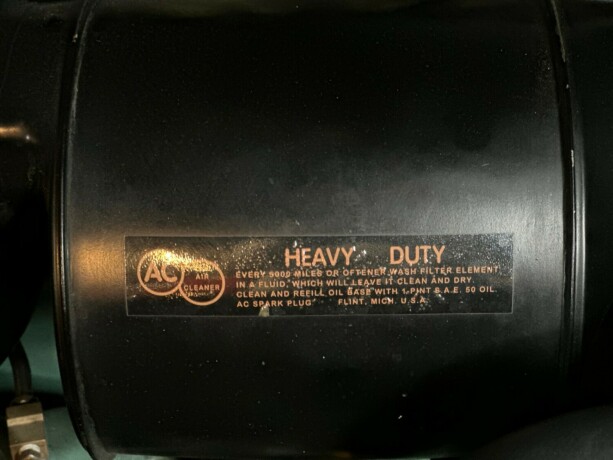 HEAVY DUTY
AC
AIR
CLEANER
EVERY 5000 MILES OR OFTENER WASH FILTER ELEMENT
IN A FLUID, WHICH WILL LEAVE IT CLEAN AND DRY.
CLEAN AND REFILL OIL BASE WITH 1 PINT S.A.E. 50 OIL.
AC SPARK PLUG FLINT, MICH. U.S.A.